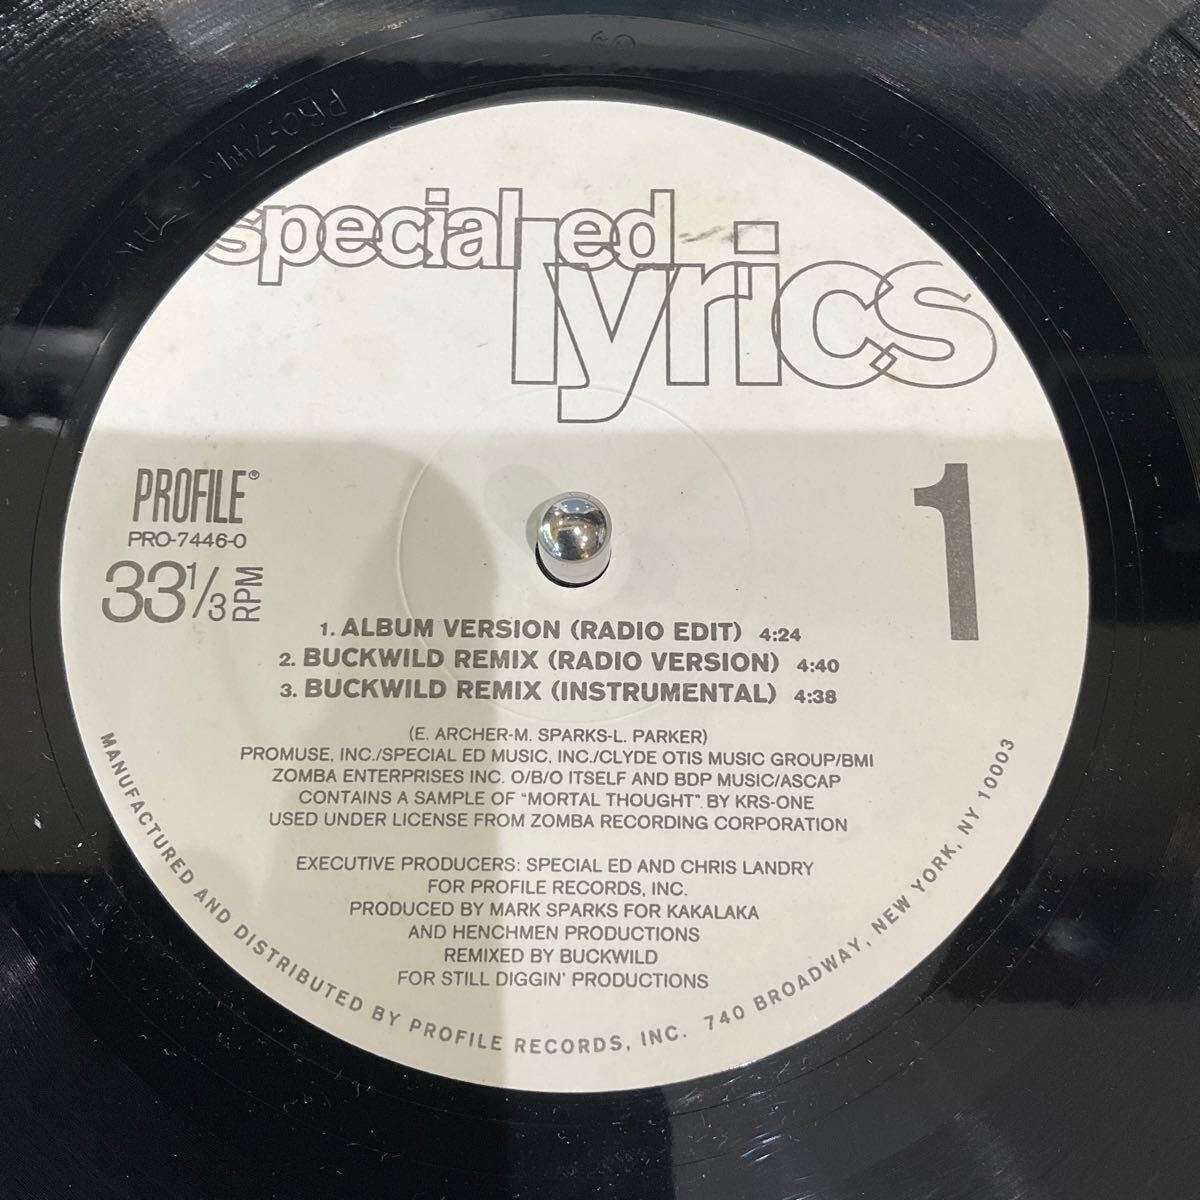 special ed
lyrics
PROFILE®
PRO-7446-0
33 1/3 RPM
1
1. ALBUM VERSION (RADIO EDIT) 4:24
2. BUCKWILD REMIX (RADIO VERSION) 4:40
3. BUCKWILD REMIX (INSTRUMENTAL) 4:38
(E. ARCHER-M. SPARKS-L. PARKER)
PROMUSE, INC./SPECIAL ED MUSIC, INC./CLYDE OTIS MUSIC GROUP/BMI
ZOMBA ENTERPRISES INC. O/B/O ITSELF AND BDP MUSIC/ASCAP
CONTAINS A SAMPLE OF "MORTAL THOUGHT" BY KRS-ONE
USED UNDER LICENSE FROM ZOMBA RECORDING CORPORATION
EXECUTIVE PRODUCERS: SPECIAL ED AND CHRIS LANDRY
FOR PROFILE RECORDS, INC.
PRODUCED BY MARK SPARKS FOR KAKALAKA
AND HENCHMEN PRODUCTIONS
REMIXED BY BUCKWILD
FOR STILL DIGGIN' PRODUCTIONS
MANUFACTURED AND DISTRIBUTED BY PROFILE RECORDS, INC. 740 BROADWAY, NEW YORK, NY 10003